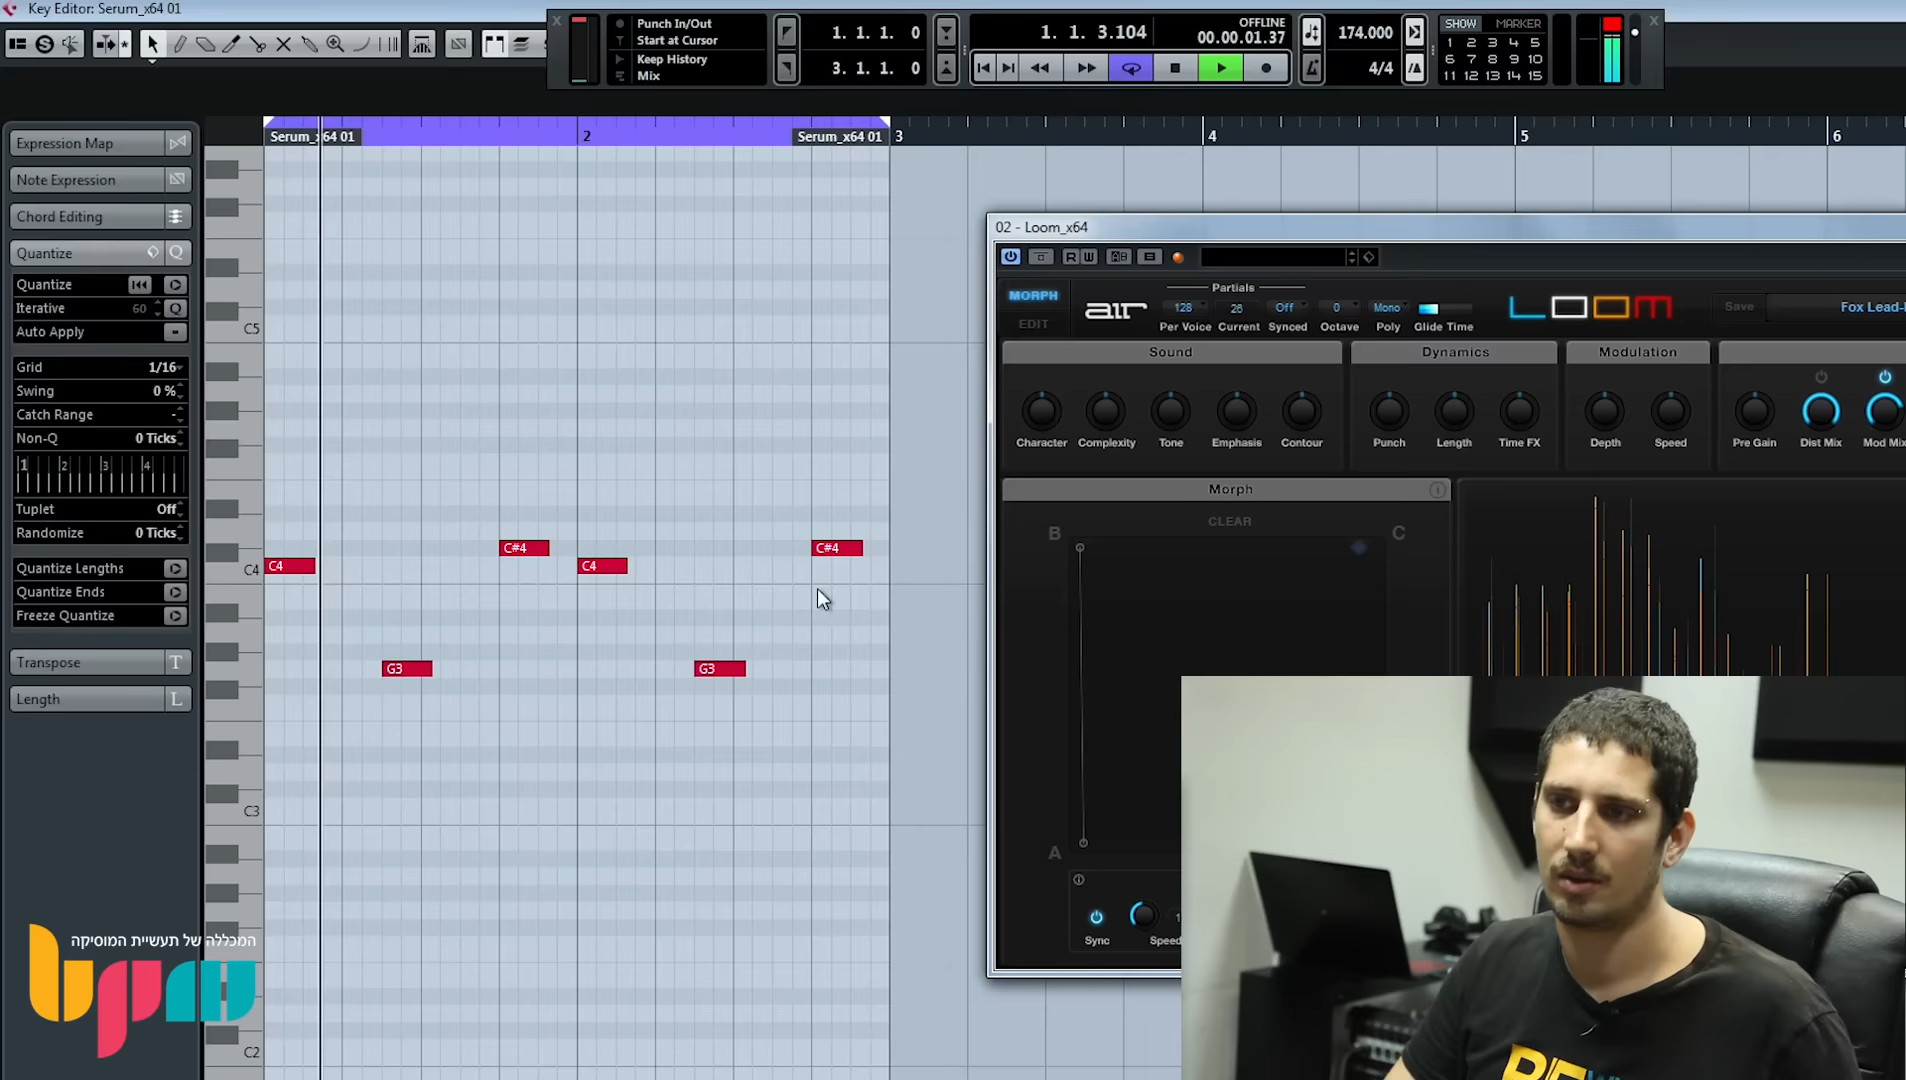 Key Editor: Serum_x64 01
Punch In/Out
Start at Cursor
Keep History
Mix
1. 1. 1. 0
3. 1. 1. 0
1. 1. 3.104
OFFLINE
00.00.01.37
174.000
4/4
SHOW MARKER
1 2 3 4 5
6 7 8 9 10
11 12 13 14 15
Serum_x64 01
2
Serum_x64 01
3
4
5
6
Expression Map
Note Expression
Chord Editing
Quantize
Q
Quantize
Iterative 60 Q
Auto Apply
Grid 1/16
Swing 0 %
Catch Range -
Non-Q 0 Ticks
1 2 3 4
Tuplet Off
Randomize 0 Ticks
Quantize Lengths
Quantize Ends
Freeze Quantize
Transpose T
Length L
C5
C4
C3
C2
C4
G3
C#4
C4
G3
C#4
02 - Loom_x64
R W
MORPH
EDIT
air
Partials
128 26 Off 0 Mono
Per Voice Current Synced Octave Poly Glide Time
LOOM
Save
Fox Lead-
Sound
Dynamics
Modulation
Character Complexity Tone Emphasis Contour
Punch Length Time FX
Depth Speed
Pre Gain Dist Mix Mod Mix
Morph
CLEAR
B
C
A
Sync
Speed
המכללה של תעשיית המוסיקה
bpm